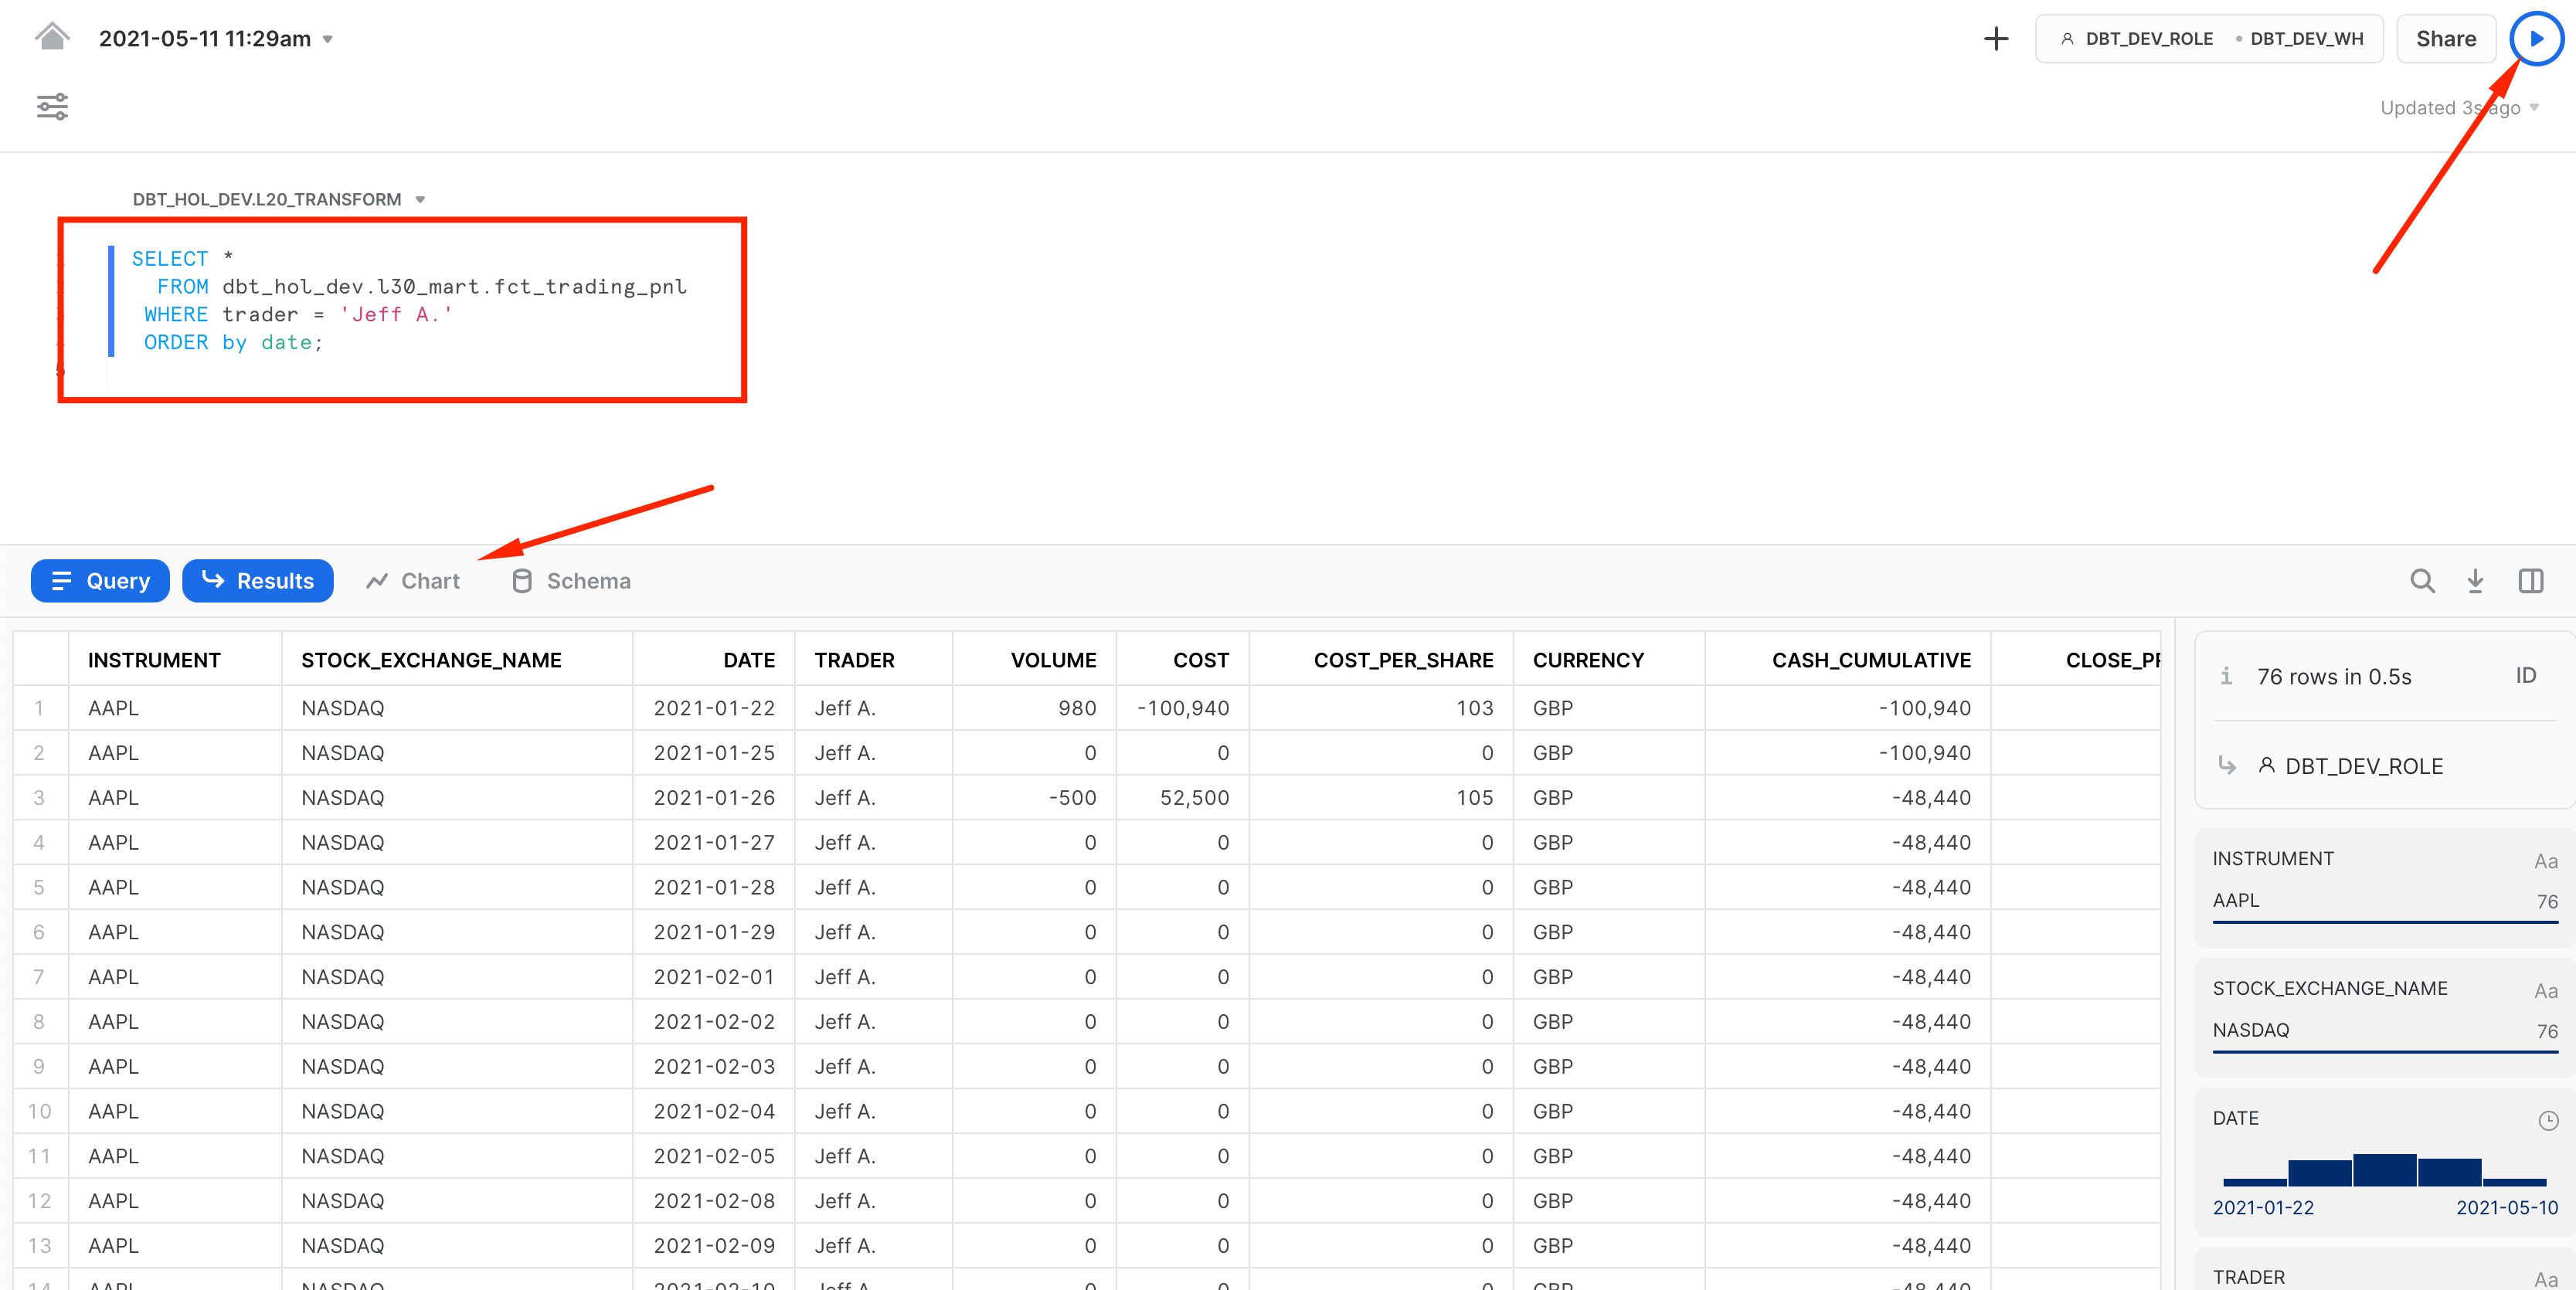 2021-05-11 11:29am
DBT_DEV_ROLE DBT_DEV_WH Share
Updated 3s ago
DBT_HOL_DEV.L20_TRANSFORM
SELECT *
FROM dbt_hol_dev.l30_mart.fct_trading_pnl
WHERE trader = 'Jeff A.'
ORDER by date;
5
Query Results Chart Schema
INSTRUMENT STOCK_EXCHANGE_NAME DATE TRADER VOLUME COST COST_PER_SHARE CURRENCY CASH_CUMULATIVE CLOSE_PR
1 AAPL NASDAQ 2021-01-22 Jeff A. 980 -100,940 103 GBP -100,940
2 AAPL NASDAQ 2021-01-25 Jeff A. 0 0 0 GBP -100,940
3 AAPL NASDAQ 2021-01-26 Jeff A. -500 52,500 105 GBP -48,440
4 AAPL NASDAQ 2021-01-27 Jeff A. 0 0 0 GBP -48,440
5 AAPL NASDAQ 2021-01-28 Jeff A. 0 0 0 GBP -48,440
6 AAPL NASDAQ 2021-01-29 Jeff A. 0 0 0 GBP -48,440
7 AAPL NASDAQ 2021-02-01 Jeff A. 0 0 0 GBP -48,440
8 AAPL NASDAQ 2021-02-02 Jeff A. 0 0 0 GBP -48,440
9 AAPL NASDAQ 2021-02-03 Jeff A. 0 0 0 GBP -48,440
10 AAPL NASDAQ 2021-02-04 Jeff A. 0 0 0 GBP -48,440
11 AAPL NASDAQ 2021-02-05 Jeff A. 0 0 0 GBP -48,440
12 AAPL NASDAQ 2021-02-08 Jeff A. 0 0 0 GBP -48,440
13 AAPL NASDAQ 2021-02-09 Jeff A. 0 0 0 GBP -48,440
14 AAPL NASDAQ 2021-02-10 Jeff A. 0 0 0 GBP -48,440
76 rows in 0.5s ID
DBT_DEV_ROLE
INSTRUMENT Aa
AAPL 76
STOCK_EXCHANGE_NAME Aa
NASDAQ 76
DATE
2021-01-22 2021-05-10
TRADER Aa